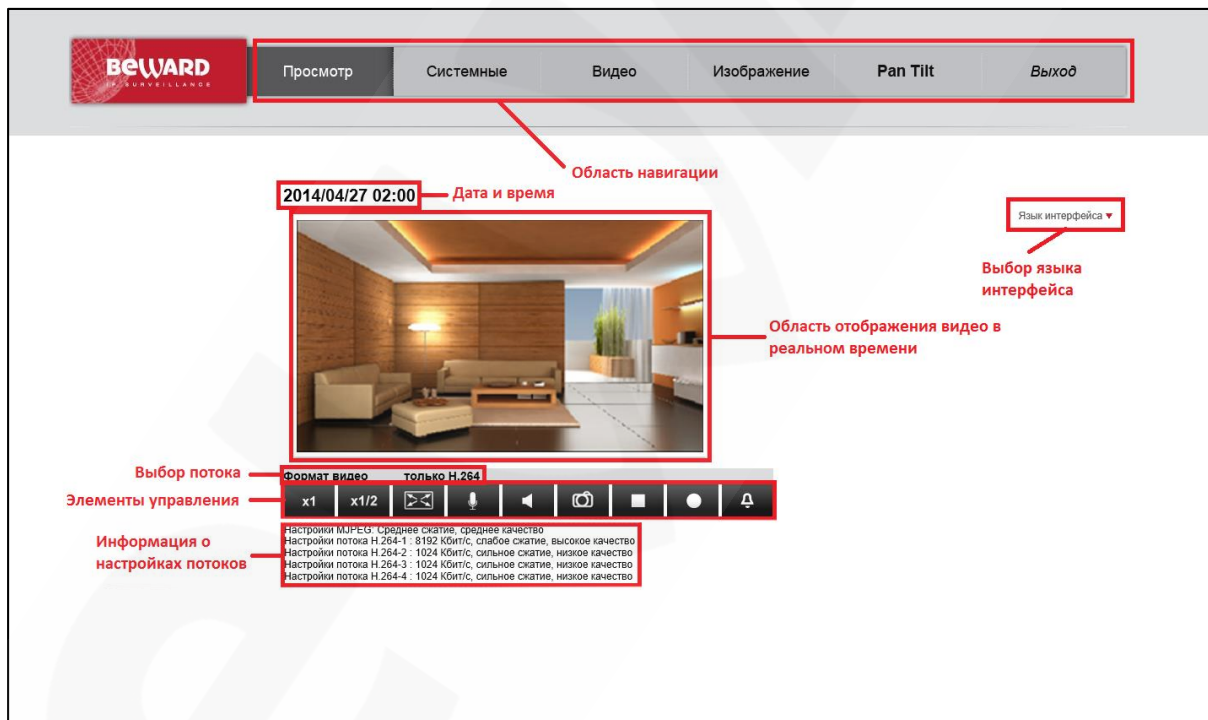 BEWARD
IP SURVEILLANCE
Просмотр Системные Видео Изображение Pan Tilt Выход
Область навигации
2014/04/27 02:00
Дата и время
Язык интерфейса
Выбор языка
интерфейса
Область отображения видео в
реальном времени
Выбор потока
Формат видео только H.264
Элементы управления
x1 x1/2
Информация о
настройках потоков
Настройки MJPEG: Среднее сжатие, среднее качество
Настройки потока H.264-1 : 8192 Кбит/с, слабое сжатие, высокое качество
Настройки потока H.264-2 : 1024 Кбит/с, сильное сжатие, низкое качество
Настройки потока H.264-3 : 1024 Кбит/с, сильное сжатие, низкое качество
Настройки потока H.264-4 : 1024 Кбит/с, сильное сжатие, низкое качество